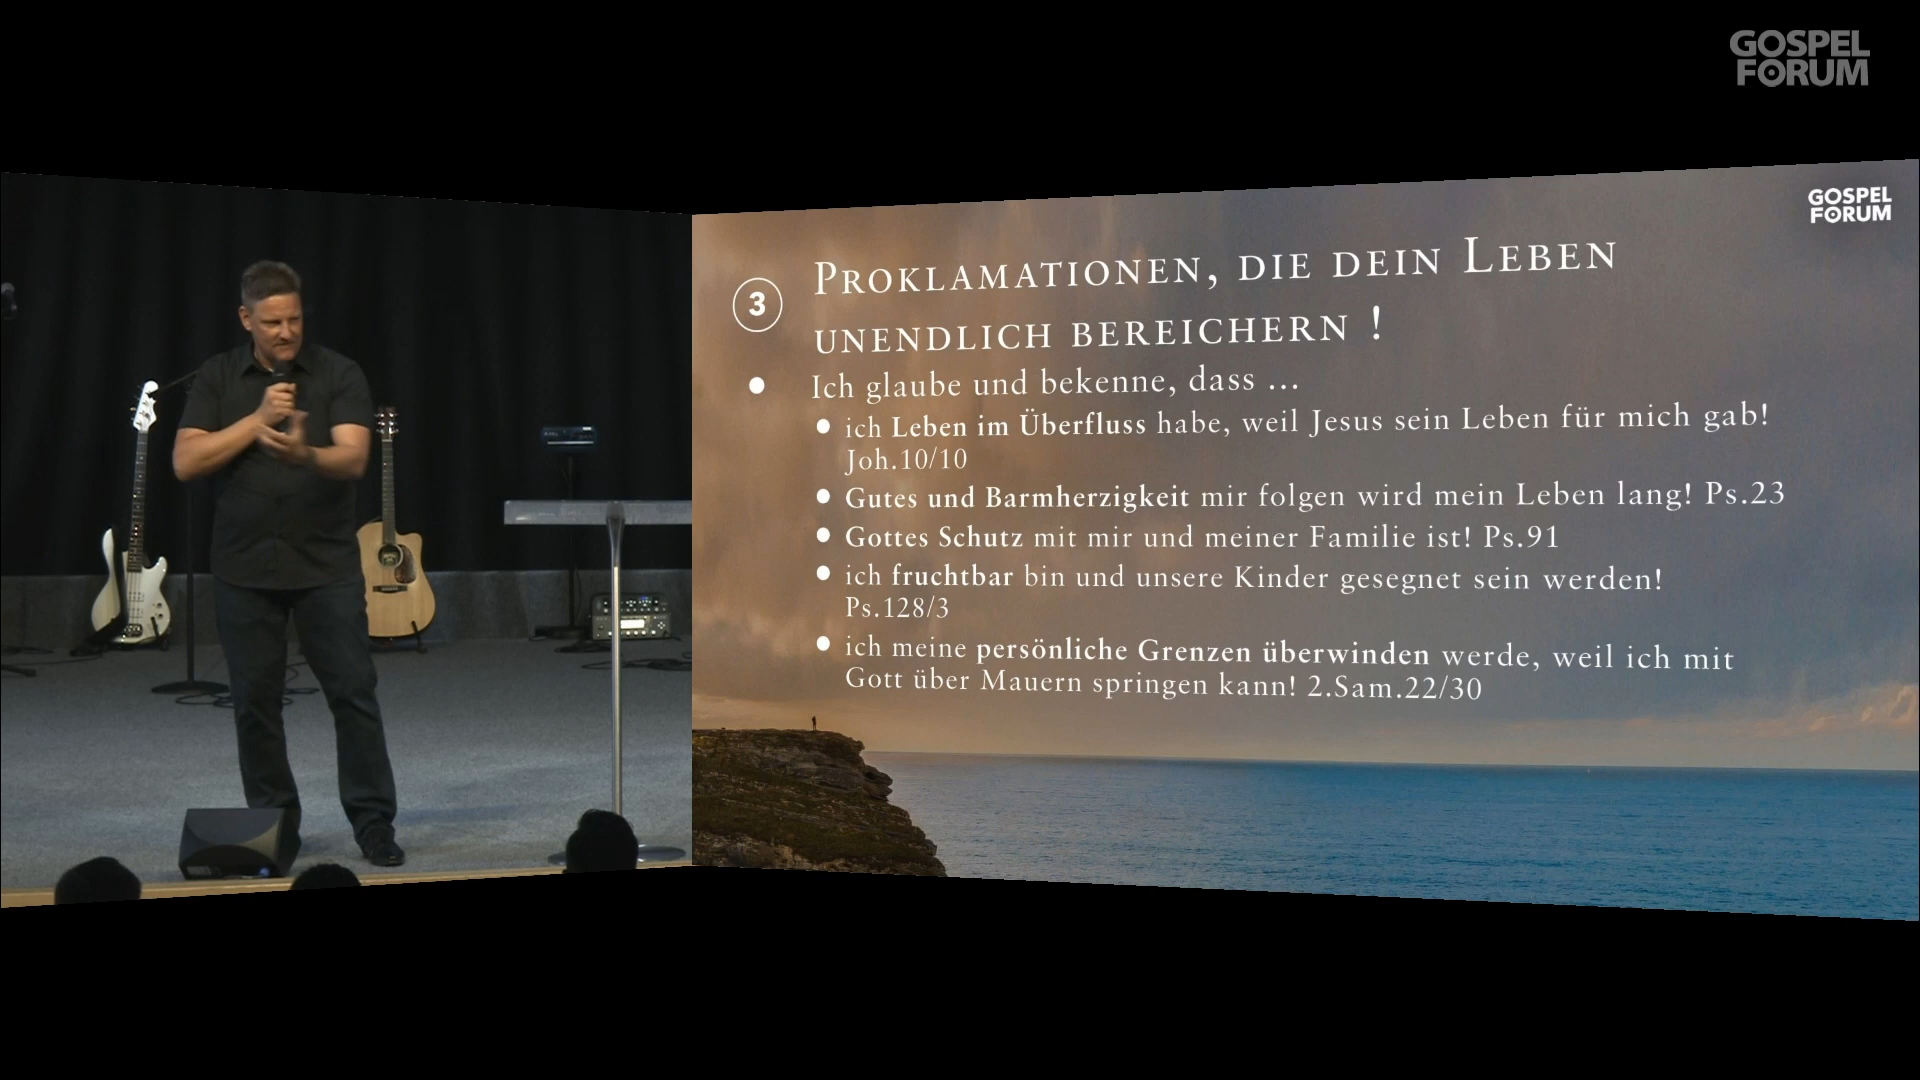 GOSPEL
FORUM
GOSPEL
FORUM
3
Proklamationen, die dein Leben
unendlich bereichern !
Ich glaube und bekenne, dass ...
ich Leben im Überfluss habe, weil Jesus sein Leben für mich gab!
Joh.10/10
Gutes und Barmherzigkeit mir folgen wird mein Leben lang! Ps.23
Gottes Schutz mit mir und meiner Familie ist! Ps.91
ich fruchtbar bin und unsere Kinder gesegnet sein werden!
Ps.128/3
ich meine persönliche Grenzen überwinden werde, weil ich mit
Gott über Mauern springen kann! 2.Sam.22/30